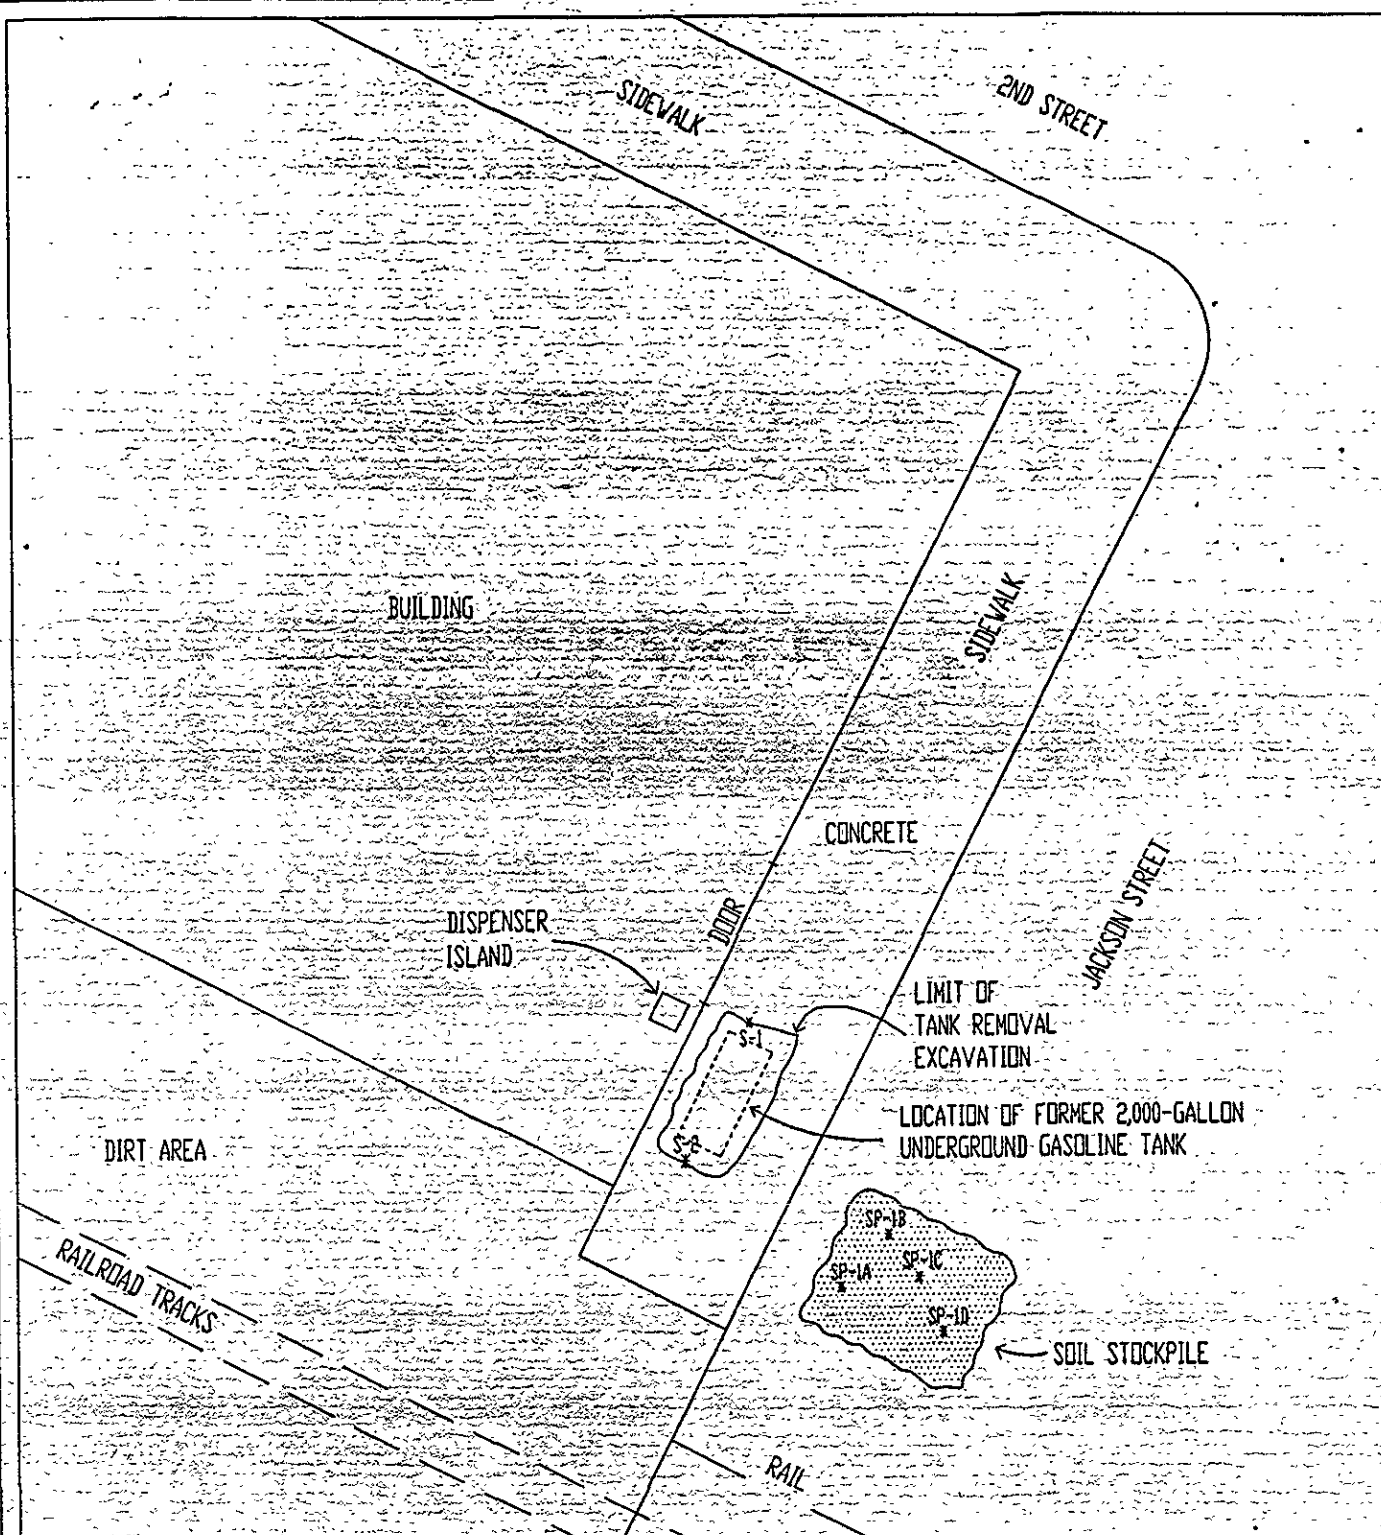 2ND STREET
SIDEWALK
BUILDING
SIDEWALK
CONCRETE
JACKSON STREET
DOOR
DISPENSER
ISLAND
LIMIT OF
TANK REMOVAL
EXCAVATION
S-1
LOCATION OF FORMER 2,000-GALLON
UNDERGROUND GASOLINE TANK
S-2
DIRT AREA
SP-1B
SP-1C
SP-1A
SP-1D
RAILROAD TRACKS
SOIL STOCKPILE
RAIL